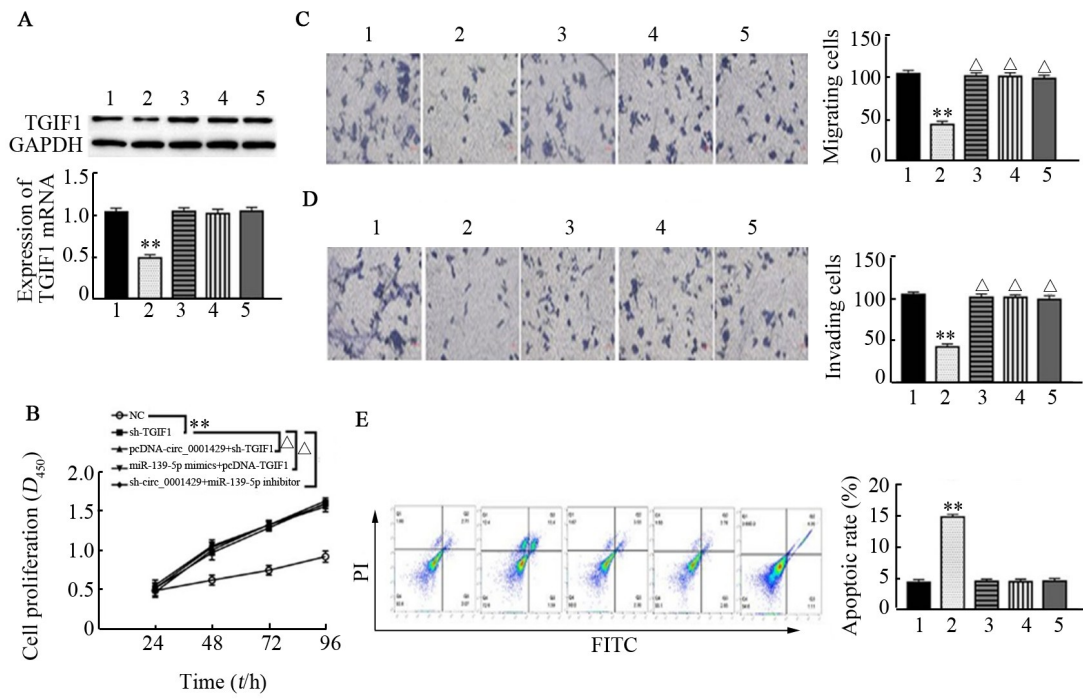 A
1 2 3 4 5
TGIF1
GAPDH
Expression of
TGIF1 mRNA
1.5
1.0
0.5
0
**
1 2 3 4 5
B
NC
sh-TGIF1
pcDNA-circ_0001429+sh-TGIF1
miR-139-5p mimics+pcDNA-TGIF1
sh-circ_0001429+miR-139-5p inhibitor
**
△
△
Cell proliferation (D450)
2.0
1.5
1.0
0.5
0
24 48 72 96
Time (t/h)
C
1 2 3 4 5
Migrating cells
150
100
50
0
**
△ △ △
1 2 3 4 5
D
1 2 3 4 5
Invading cells
150
100
50
0
**
△ △ △
1 2 3 4 5
E
PI
FITC
Apoptoic rate (%)
20
15
10
5
0
**
1 2 3 4 5